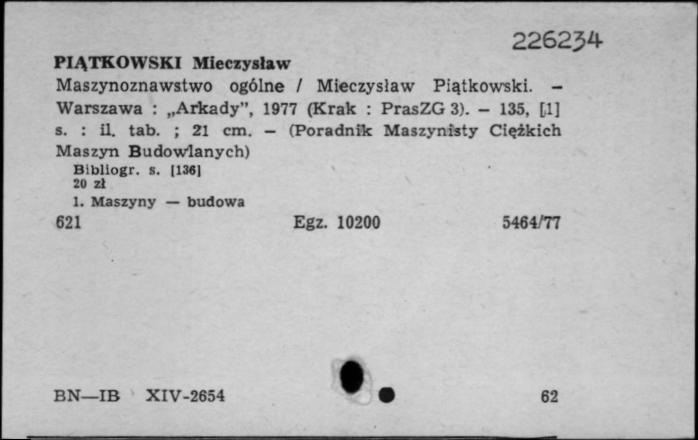 226234
PIĄTKOWSKI Mieczysław
Maszynoznawstwo ogólne / Mieczysław Piątkowski. —
Warszawa : „Arkady”, 1977 (Krak : PrasZG 3). — 135, [1]
s. : il. tab. ; 21 cm. — (Poradnik Maszynisty Ciężkich
Maszyn Budowlanych)
Bibliogr. s. [136]
20 zł
1. Maszyny — budowa
621 Egz. 10200 5464/77
BN—IB XIV-2654 62